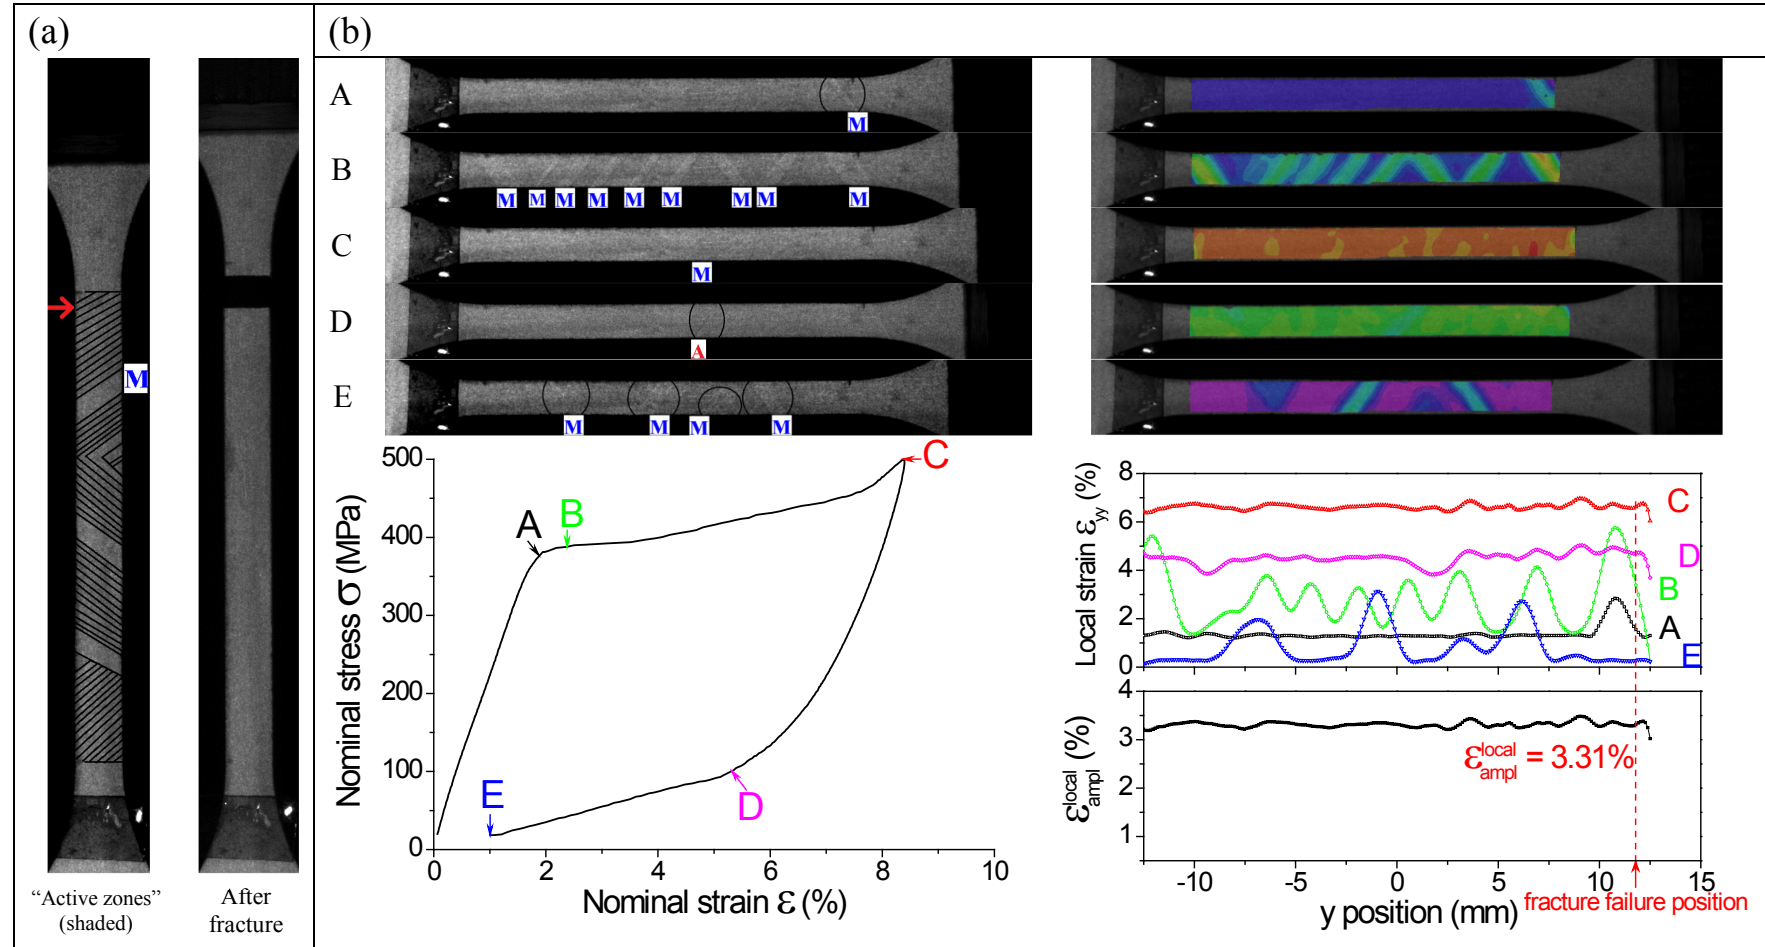 (a)
(b)
M
"Active zones"
(shaded)
After
fracture
A
M
B
M M M M M M M M M
C
M
D
A
E
M M M M
500
400
300
200
100
0
0 2 4 6 8 10
Nominal stress σ (MPa)
Nominal strain ε (%)
A
B
C
D
E
8
6
4
2
0
Local strain εyy (%)
C
D
B
A
E
4
3
2
1
ε local ampl (%)
ε local ampl = 3.31%
-10 -5 0 5 10 15
y position (mm)
fracture failure position